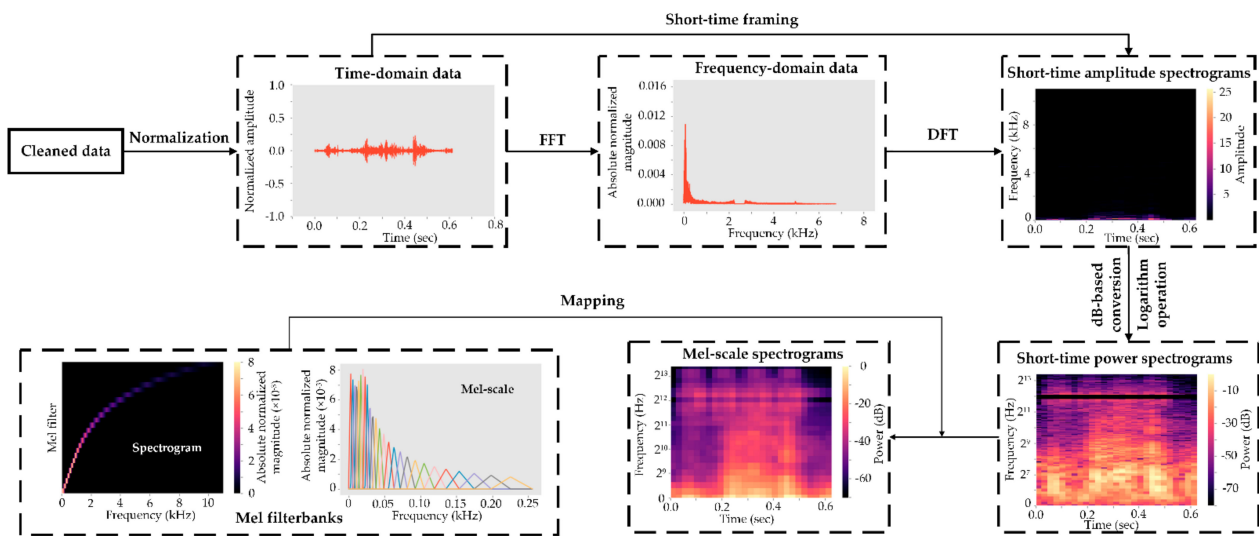 Short-time framing
Cleaned data
Normalization
Time-domain data
Normalized amplitude
1.0
0.5
0.0
-0.5
-1.0
0.0 0.2 0.4 0.6 0.8
Time (sec)
FFT
Frequency-domain data
Absolute normalized
magnitude
0.016
0.012
0.008
0.004
0.000
0 2 4 6 8
Frequency (kHz)
DFT
Short-time amplitude spectrograms
Frequency (kHz)
8
4
0
0.0 0.2 0.4 0.6
Time (sec)
25
20
15
10
5
Amplitude
dB-based
conversion
Logarithm
operation
Mapping
Mel filter
Spectrogram
0 2 4 6 8 10
Frequency (kHz)
8
6
4
2
0
Absolute normalized
magnitude (×10⁻³)
Absolute normalized
magnitude (×10⁻³)
8
6
4
2
0
Mel-scale
0.00 0.05 0.10 0.15 0.20 0.25
Frequency (kHz)
Mel filterbanks
Mel-scale spectrograms
Frequency (Hz)
2¹³
2¹²
2¹¹
2¹⁰
2⁹
0
0.0 0.2 0.4 0.6
Time (sec)
0
-20
-40
-60
Power (dB)
Short-time power spectrograms
Frequency (Hz)
2¹³
2¹¹
2⁹
2⁷
0
0.0 0.2 0.4 0.6
Time (sec)
-10
-30
-50
-70
Power (dB)